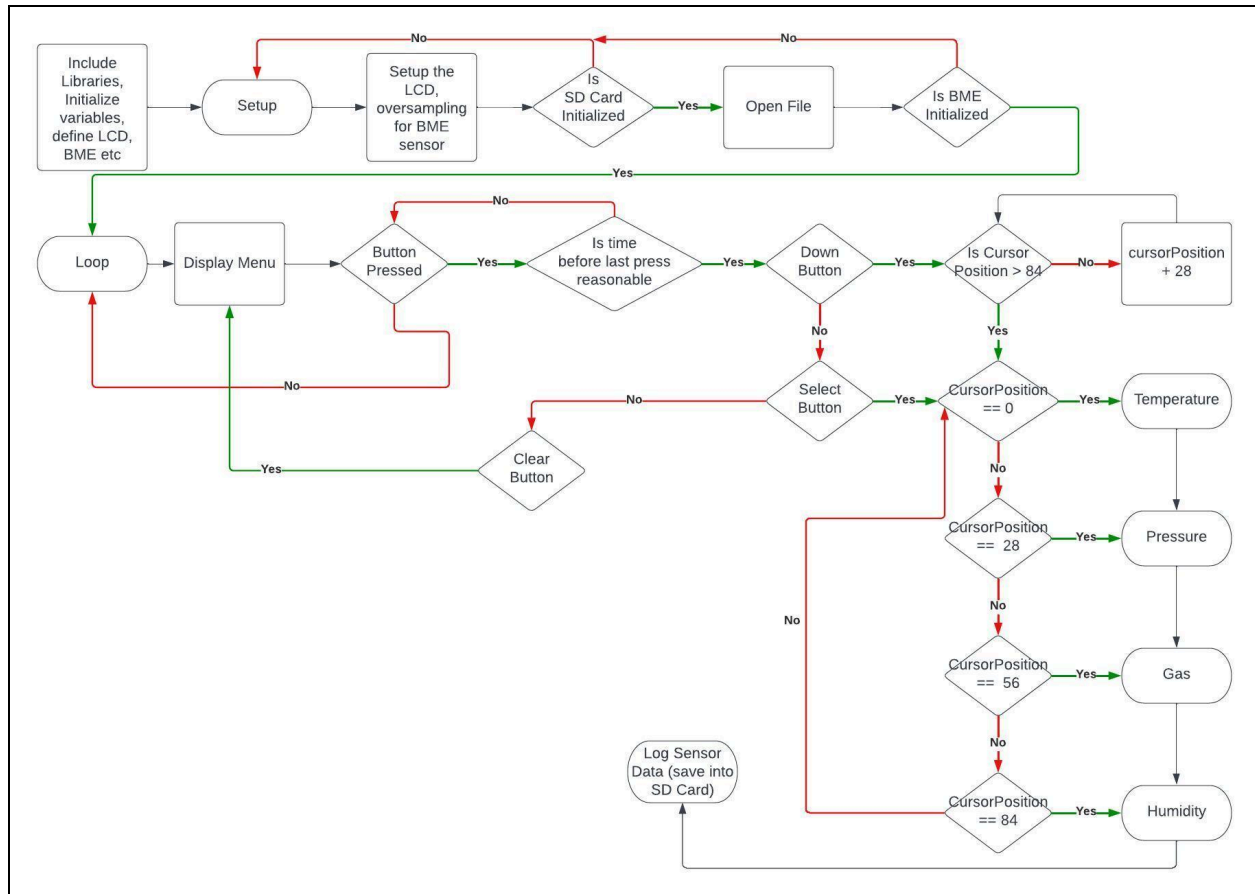 No
No
Include
Libraries,
Initialize
variables,
define LCD,
BME etc
Setup
Setup the
LCD,
oversampling
for BME
sensor
Is
SD Card
Initialized
Yes
Open File
Is BME
Initialized
Yes
Loop
Display Menu
Button
Pressed
No
Yes
Is time
before last press
reasonable
Yes
Down
Button
Yes
Is Cursor
Position > 84
No
cursorPosition
+ 28
No
No
Yes
Select
Button
Yes
CursorPosition
== 0
Yes
Temperature
No
Clear
Button
Yes
No
CursorPosition
== 28
Yes
Pressure
No
No
CursorPosition
== 56
Yes
Gas
No
Log Sensor
Data (save into
SD Card)
CursorPosition
== 84
Yes
Humidity